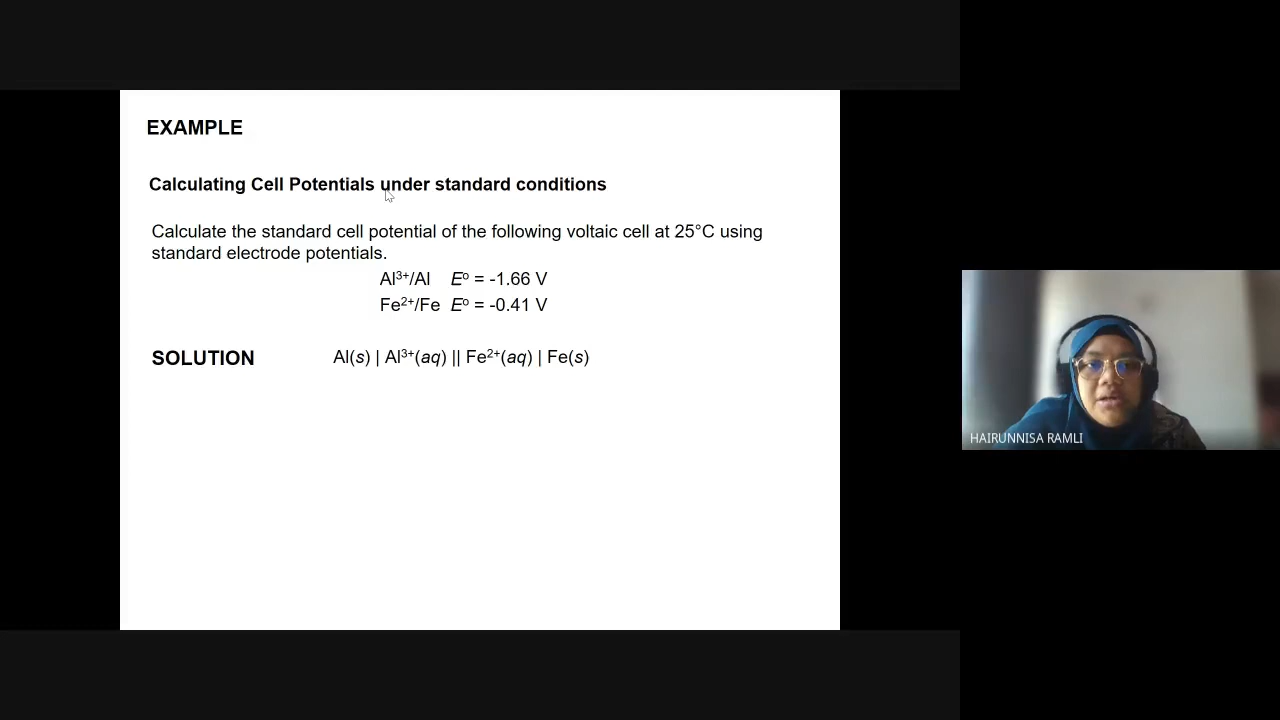 EXAMPLE
Calculating Cell Potentials under standard conditions
Calculate the standard cell potential of the following voltaic cell at 25°C using
standard electrode potentials.
Al³⁺/Al E° = -1.66 V
Fe²⁺/Fe E° = -0.41 V
SOLUTION Al(s) | Al³⁺(aq) || Fe²⁺(aq) | Fe(s)
HAIRUNNISA RAMLI